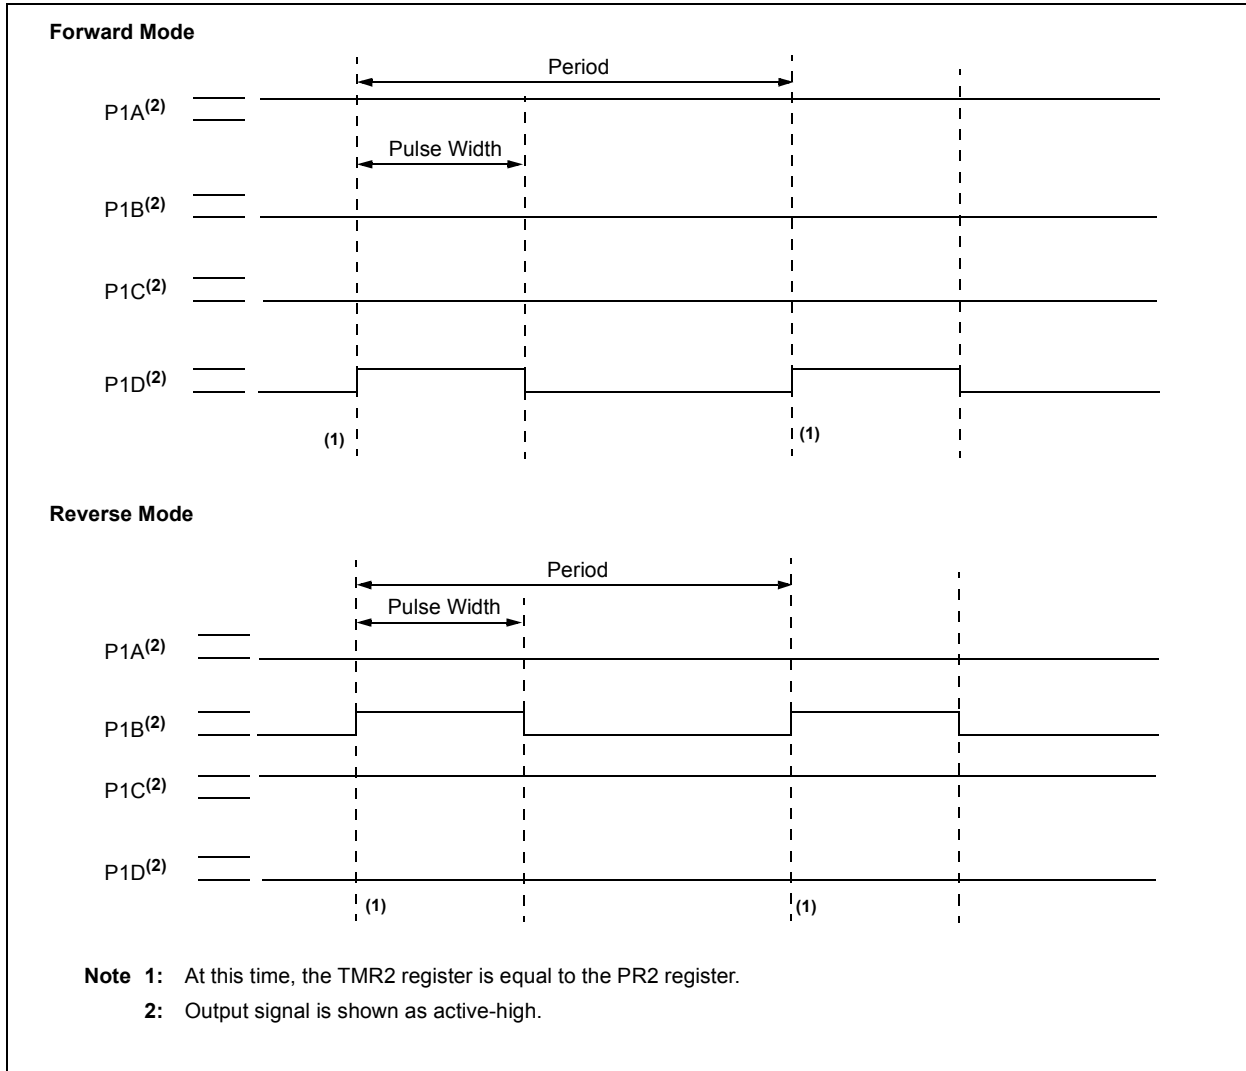 Forward Mode
Period
P1A(2)
Pulse Width
P1B(2)
P1C(2)
P1D(2)
(1) (1)
Reverse Mode
Period
Pulse Width
P1A(2)
P1B(2)
P1C(2)
P1D(2)
(1) (1)
Note 1: At this time, the TMR2 register is equal to the PR2 register.
2: Output signal is shown as active-high.